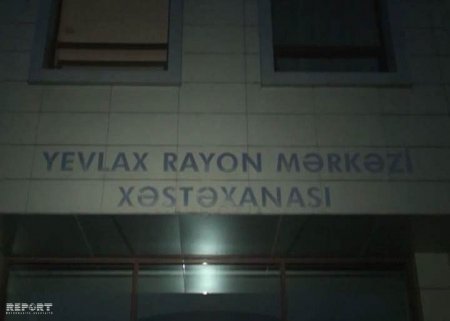 YEVLAX RAYON MƏRKƏZİ
XƏSTƏXANASI
REPORT